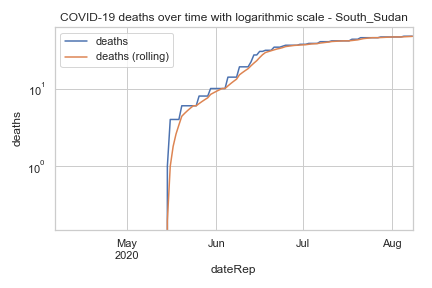 COVID-19 deaths over time with logarithmic scale - South_Sudan
deaths
deaths (rolling)
deaths
10¹
10⁰
May
2020
Jun
Jul
Aug
dateRep